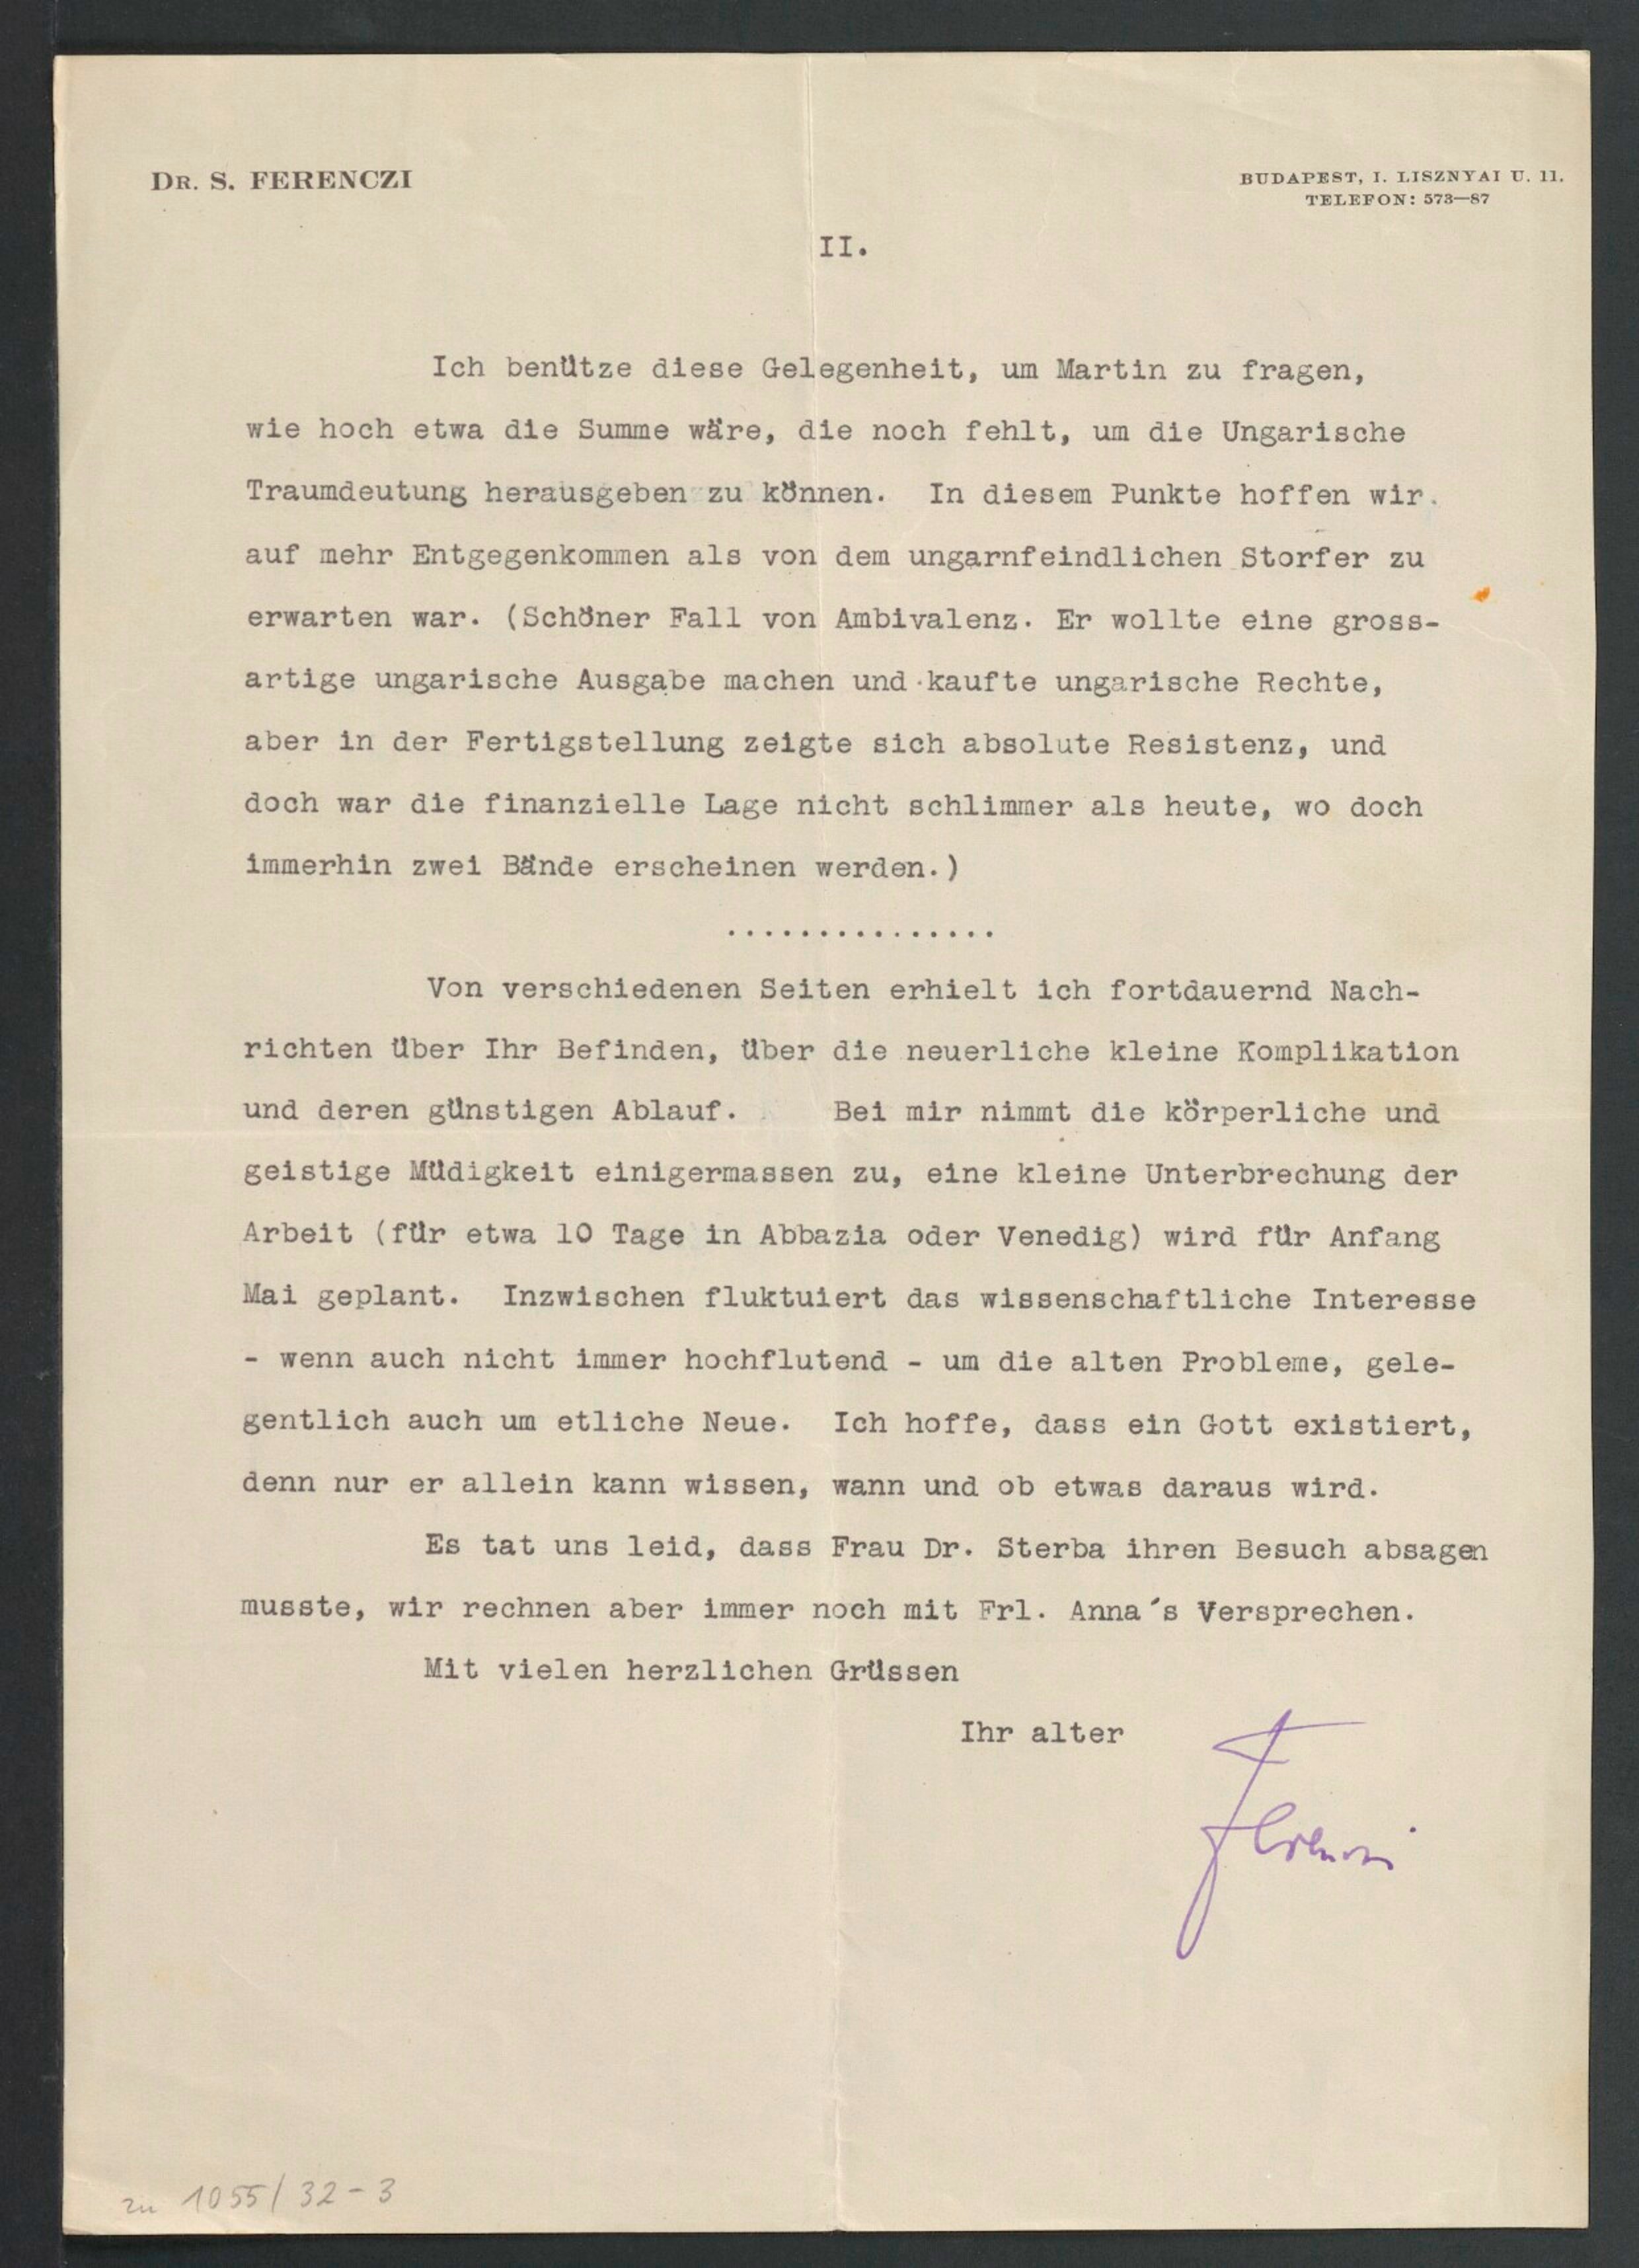 DR. S. FERENCZI
BUDAPEST, I. LISZNYAI U. 11.
TELEFON: 573—87
II.
Ich benütze diese Gelegenheit, um Martin zu fragen,
wie hoch etwa die Summe wäre, die noch fehlt, um die Ungarische
Traumdeutung herausgeben zu können. In diesem Punkte hoffen wir
auf mehr Entgegenkommen als von dem ungarnfeindlichen Storfer zu
erwarten war. (Schöner Fall von Ambivalenz. Er wollte eine gross-
artige ungarische Ausgabe machen und kaufte ungarische Rechte,
aber in der Fertigstellung zeigte sich absolute Resistenz, und
doch war die finanzielle Lage nicht schlimmer als heute, wo doch
immerhin zwei Bände erscheinen werden.)
...............
Von verschiedenen Seiten erhielt ich fortdauernd Nach-
richten über Ihr Befinden, über die neuerliche kleine Komplikation
und deren günstigen Ablauf. Bei mir nimmt die körperliche und
geistige Müdigkeit einigermassen zu, eine kleine Unterbrechung der
Arbeit (für etwa 10 Tage in Abbazia oder Venedig) wird für Anfang
Mai geplant. Inzwischen fluktuiert das wissenschaftliche Interesse
- wenn auch nicht immer hochflutend - um die alten Probleme, gele-
gentlich auch um etliche Neue. Ich hoffe, dass ein Gott existiert,
denn nur er allein kann wissen, wann und ob etwas daraus wird.
Es tat uns leid, dass Frau Dr. Sterba ihren Besuch absagen
musste, wir rechnen aber immer noch mit Frl. Anna´s Versprechen.
Mit vielen herzlichen Grüssen
Ihr alter
Ferenczi
zu 1055/32-3